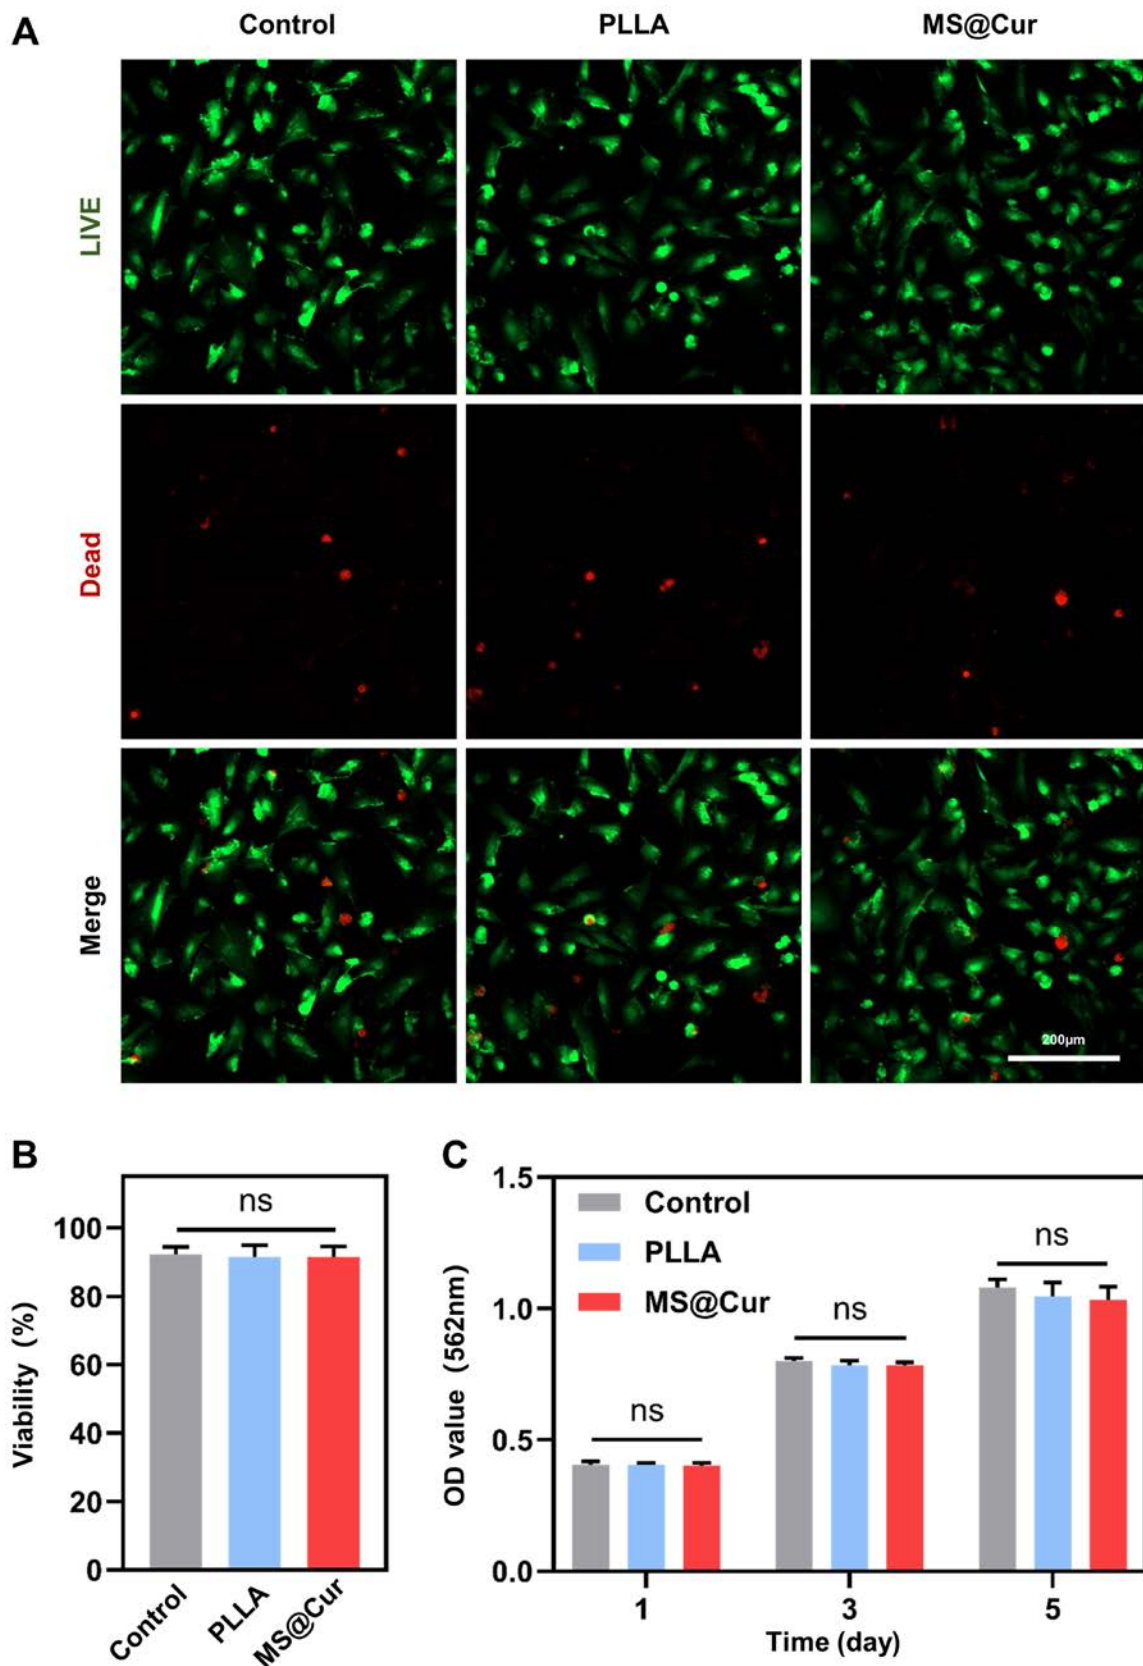 A
Control PLLA MS@Cur
LIVE
Dead
Merge
200μm
B
Viability (%)
100
80
60
40
20
0
ns
Control PLLA MS@Cur
C
OD value (562nm)
1.5
1.0
0.5
0.0
Control
PLLA
MS@Cur
ns
ns
ns
1 3 5
Time (day)